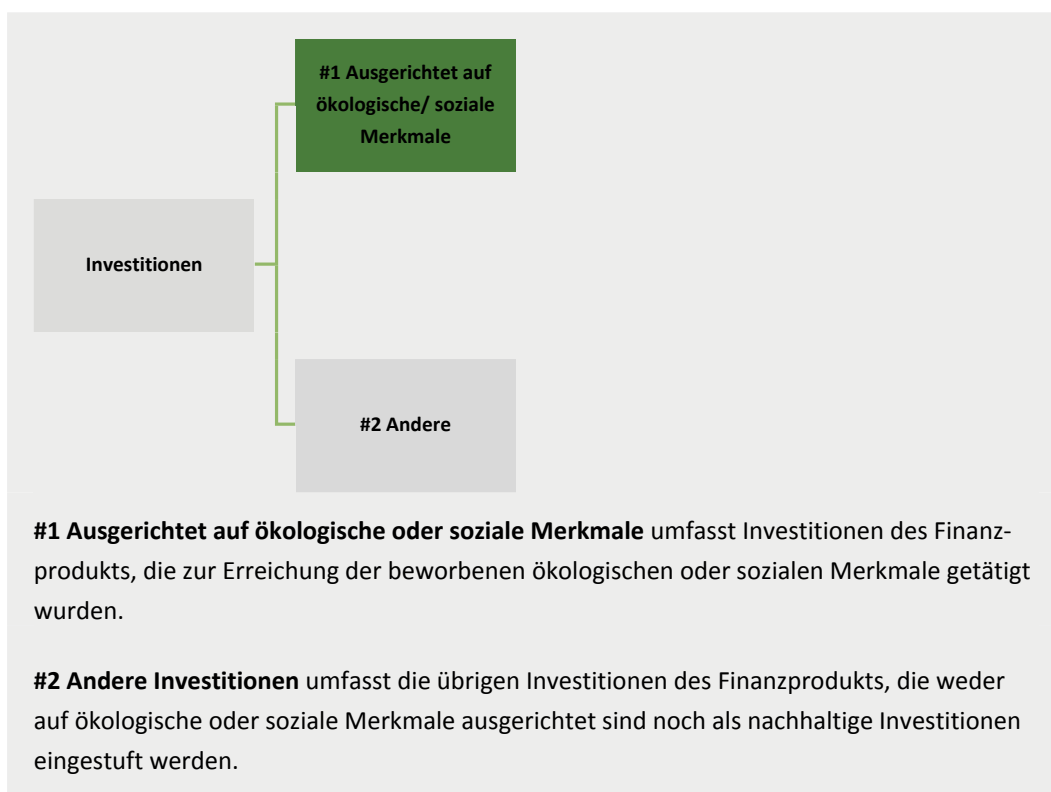 #1 Ausgerichtet auf
ökologische/ soziale
Merkmale
Investitionen
#2 Andere
#1 Ausgerichtet auf ökologische oder soziale Merkmale umfasst Investitionen des Finanz-
produkts, die zur Erreichung der beworbenen ökologischen oder sozialen Merkmale getätigt
wurden.
#2 Andere Investitionen umfasst die übrigen Investitionen des Finanzprodukts, die weder
auf ökologische oder soziale Merkmale ausgerichtet sind noch als nachhaltige Investitionen
eingestuft werden.